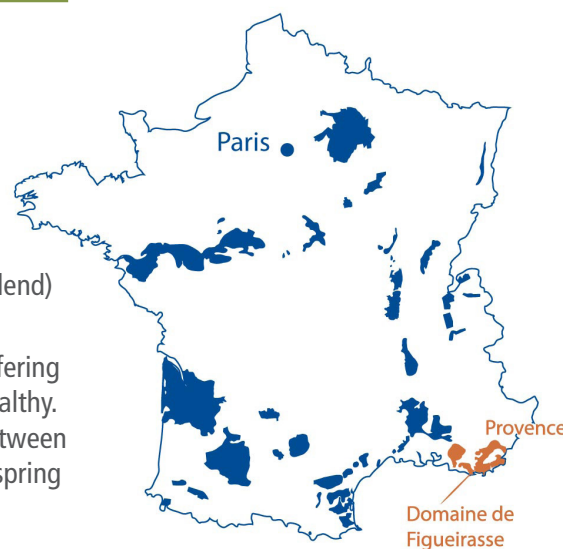 Paris
lend)
fering
althy.
tween
spring
Provence
Domaine de
Figueirasse